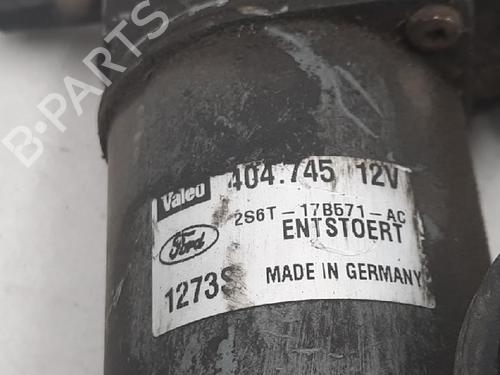 B-PARTS
Valeo 404.745 12V
2S6T-17B571-AC
Ford ENTSTOERT
1273S MADE IN GERMANY